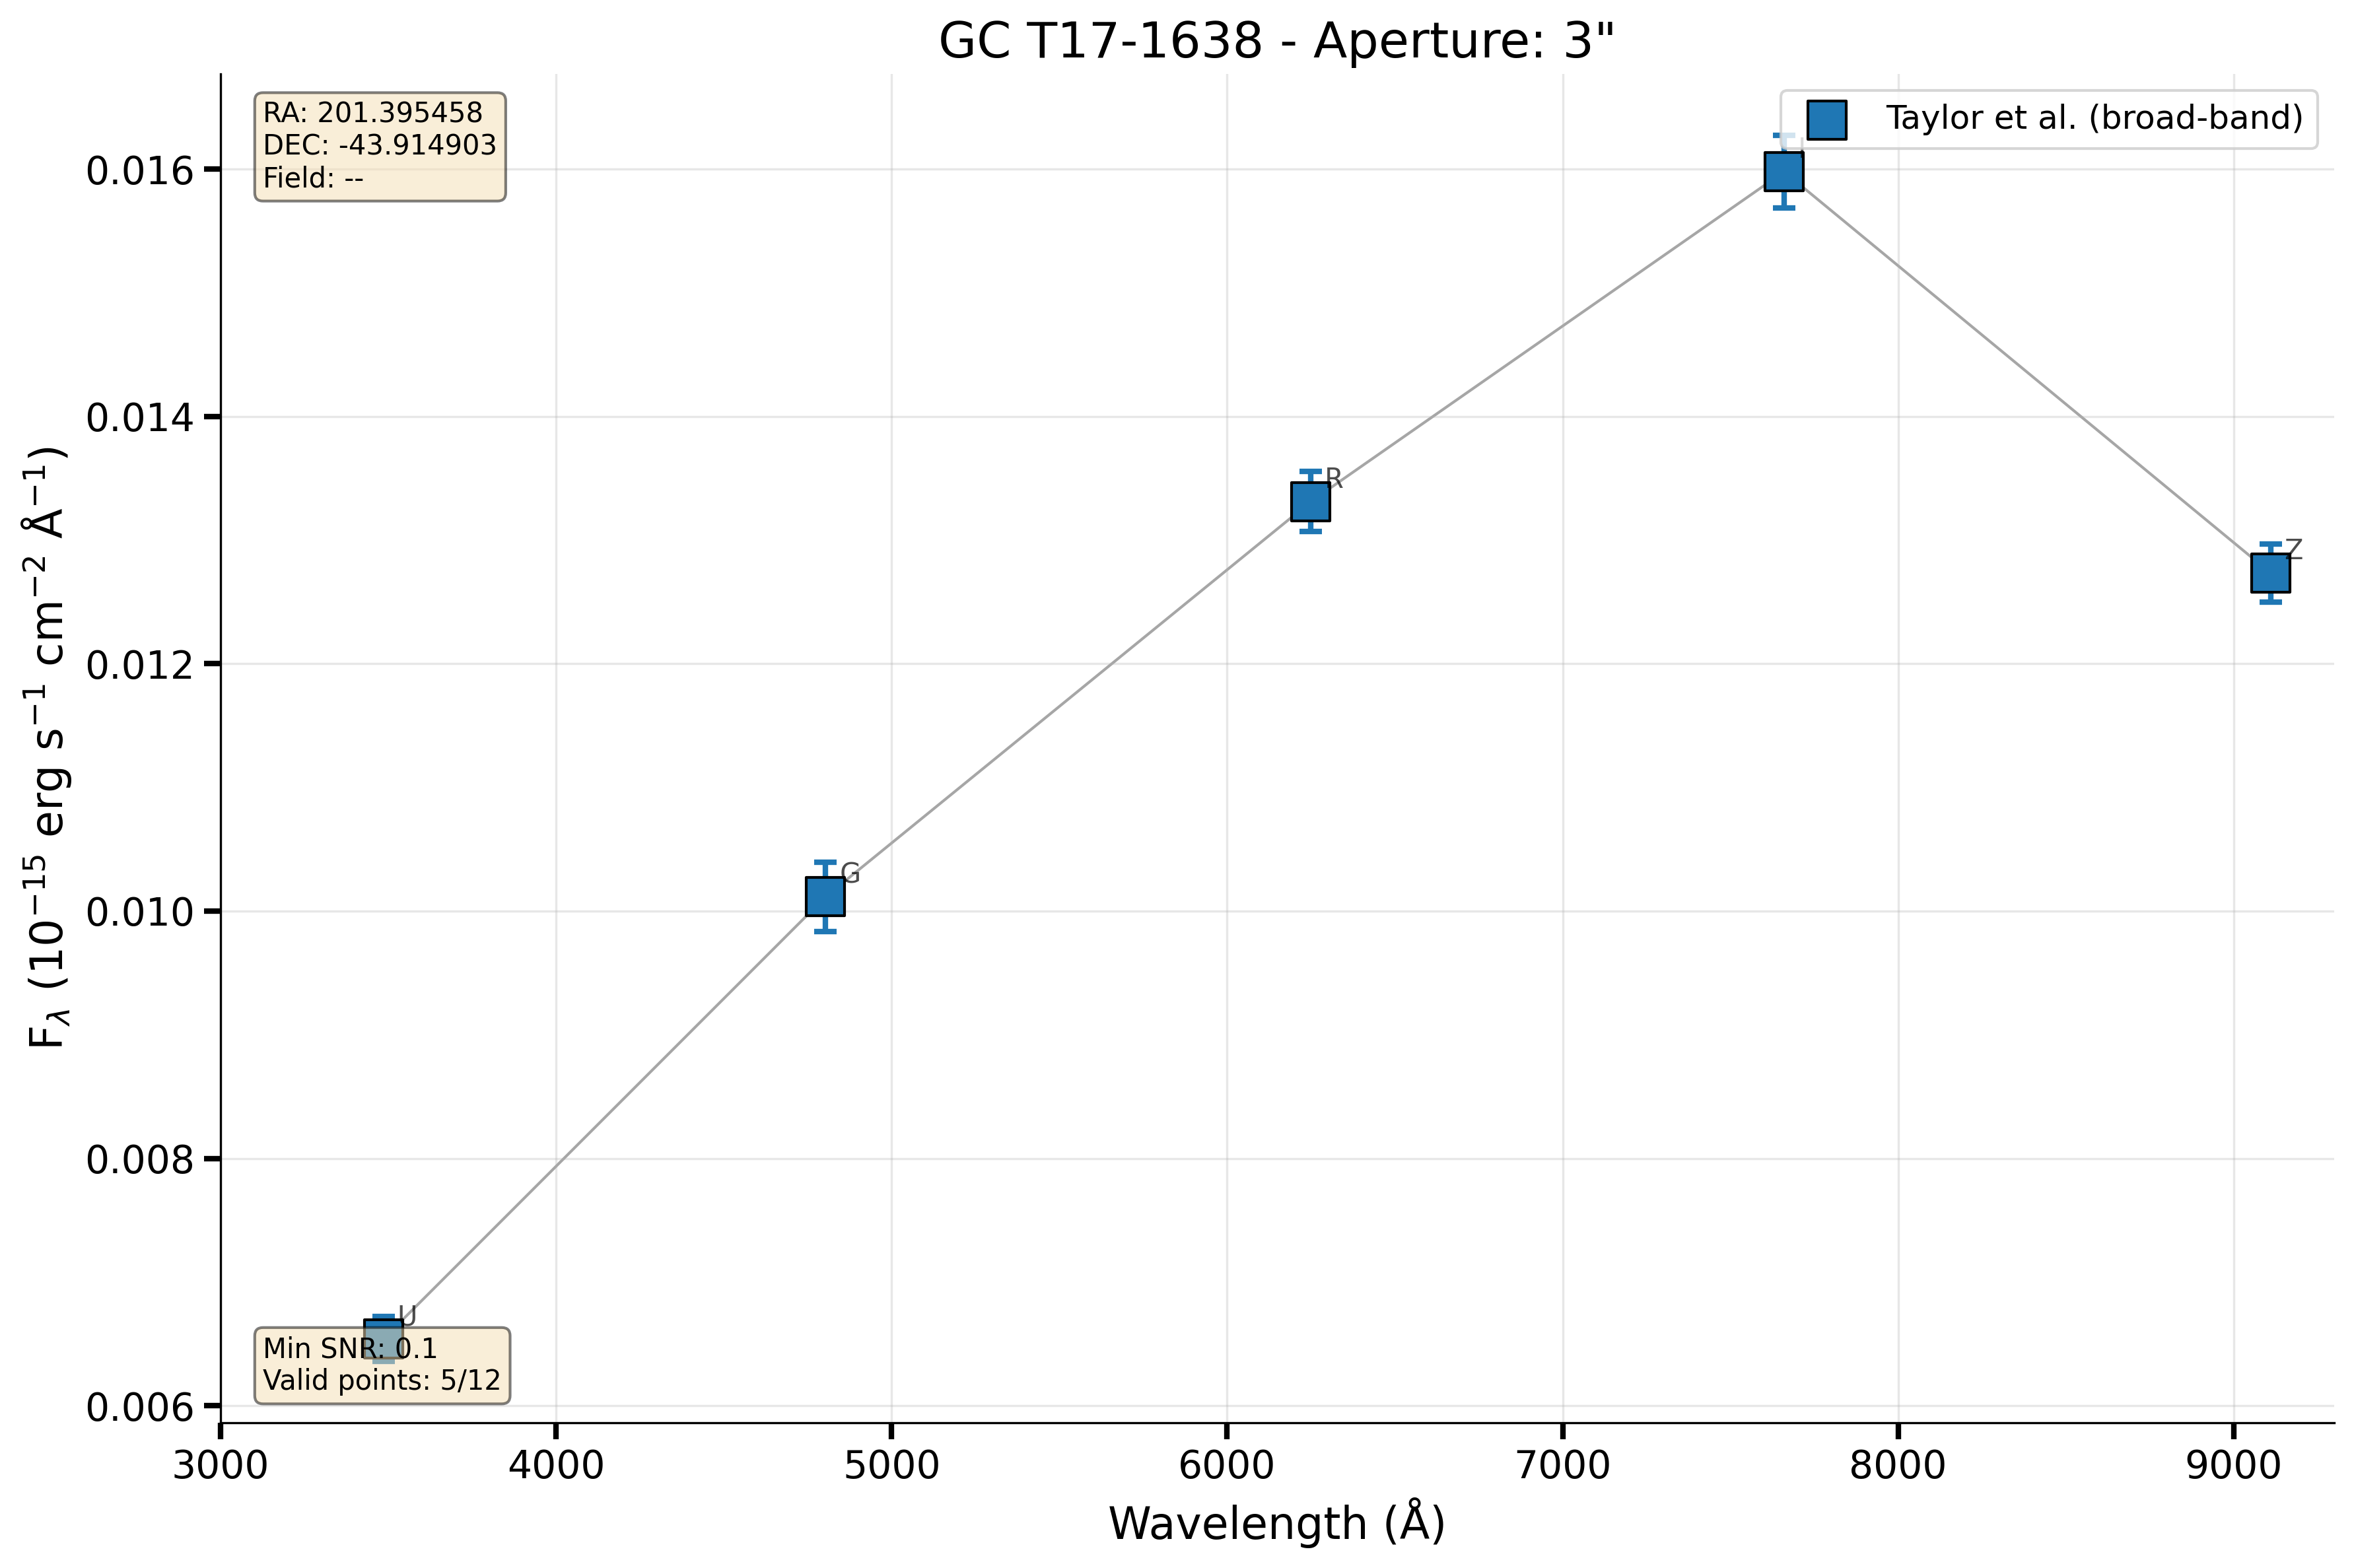 GC T17-1638 - Aperture: 3"
RA: 201.395458
DEC: -43.914903
Field: --
Taylor et al. (broad-band)
0.016
0.014
0.012
0.010
0.008
0.006
F_λ (10⁻¹⁵ erg s⁻¹ cm⁻² Å⁻¹)
R
Z
G
U
Min SNR: 0.1
Valid points: 5/12
3000
4000
5000
6000
7000
8000
9000
Wavelength (Å)